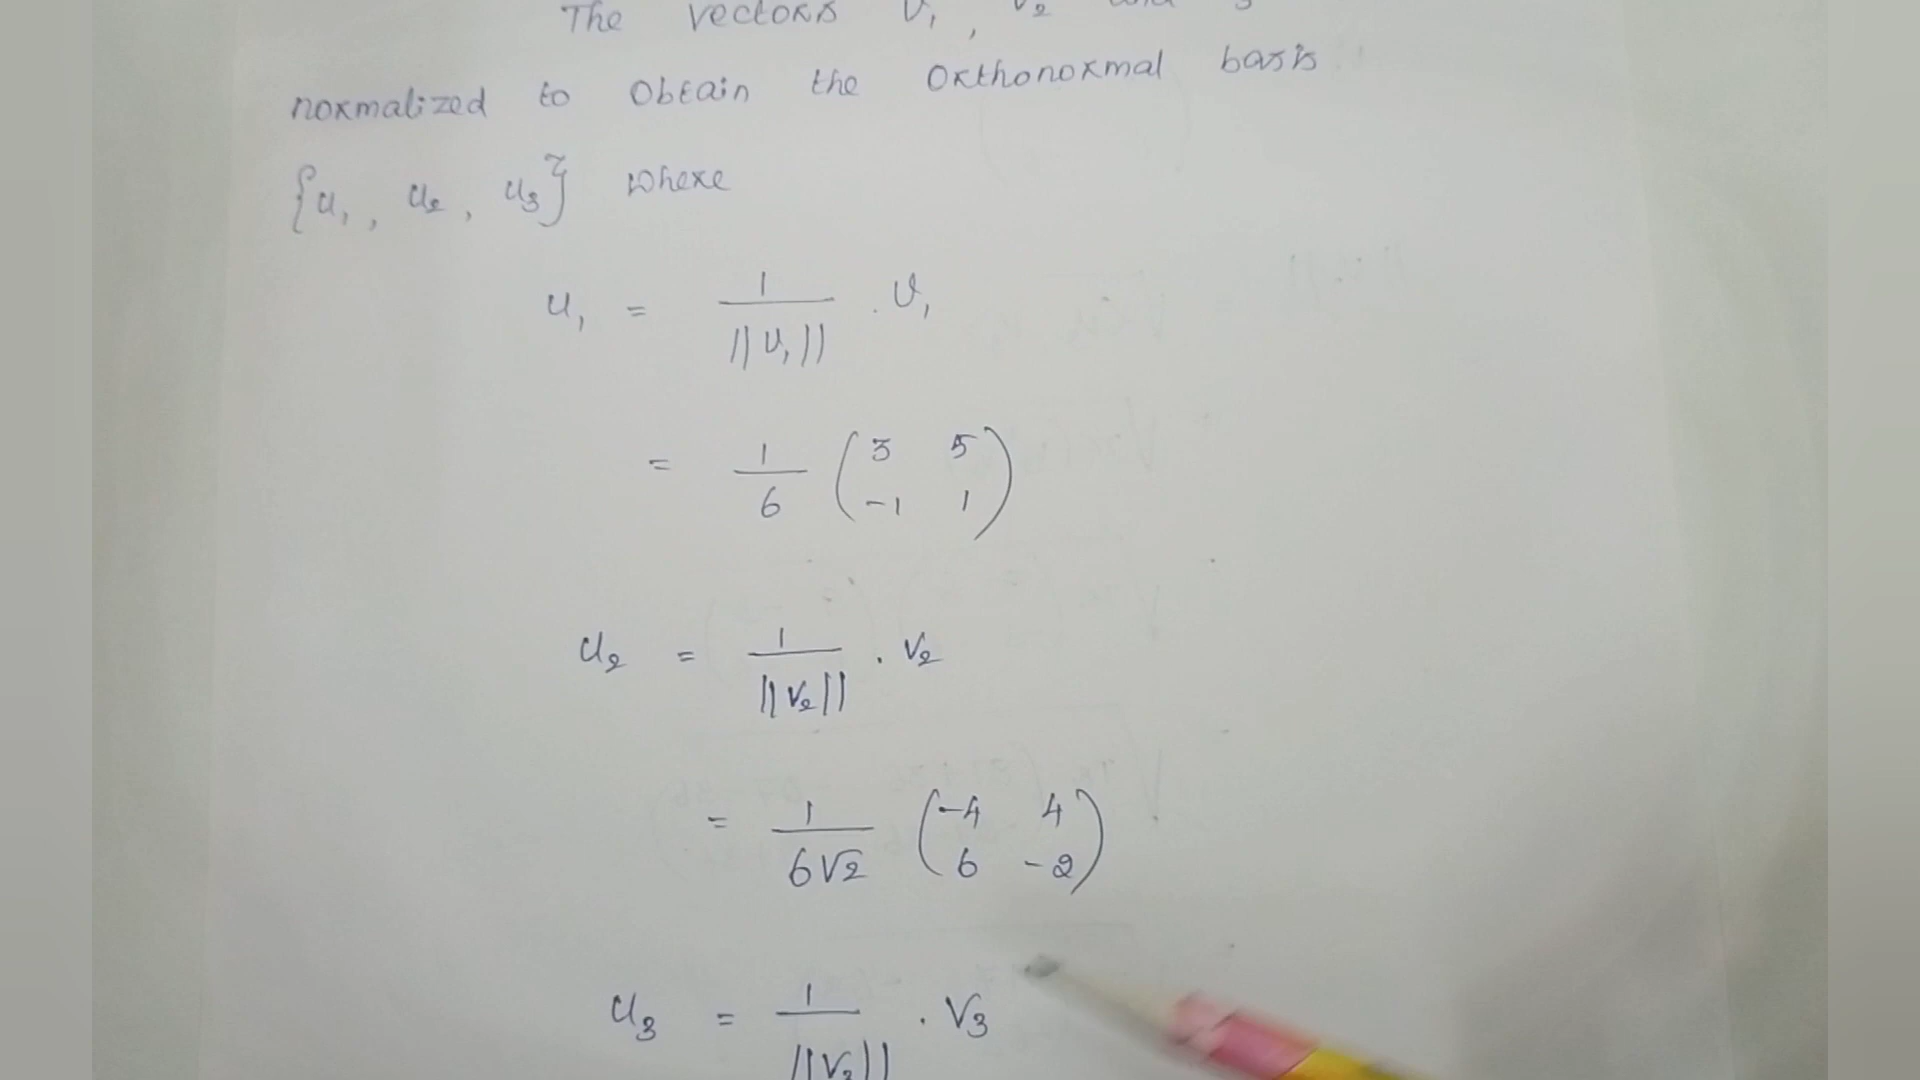 The vectors v₁, v₂
normalized to Obtain the Orthonormal basis
{u₁, u₂, u₃} where
u₁ = 1/||v₁|| . v₁
= 1/6 (3 5; -1 1)
u₂ = 1/||v₂|| . v₂
= 1/6√2 (-4 4; 6 -2)
u₃ = 1/||v₃|| . v₃